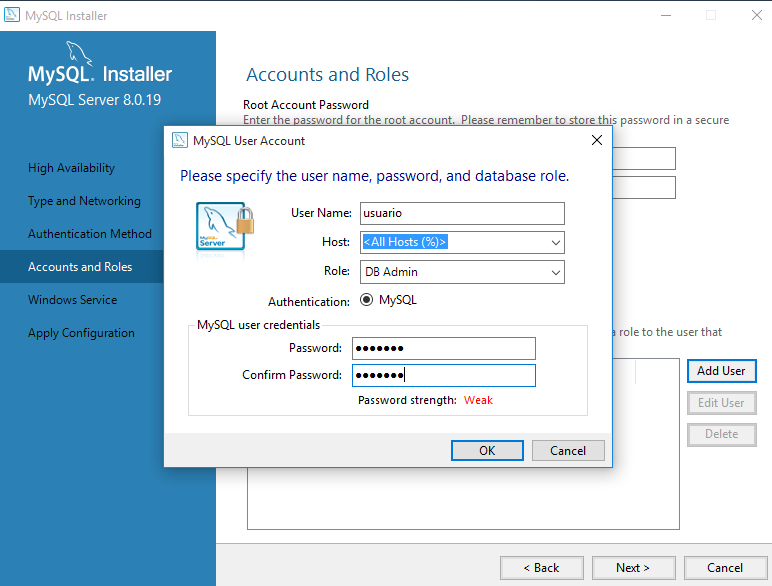 MySQL Installer
MySQL. Installer
MySQL Server 8.0.19
High Availability
Type and Networking
Authentication Method
Accounts and Roles
Windows Service
Apply Configuration
Accounts and Roles
Root Account Password
Enter the password for the root account. Please remember to store this password in a secure
MySQL User Account
Please specify the user name, password, and database role.
MySQL
Server
User Name: usuario
Host: <All Hosts (%)>
Role: DB Admin
Authentication: MySQL
MySQL user credentials
Password: ●●●●●●●
Confirm Password: ●●●●●●●
Password strength: Weak
OK Cancel
a role to the user that
Add User
Edit User
Delete
< Back Next > Cancel